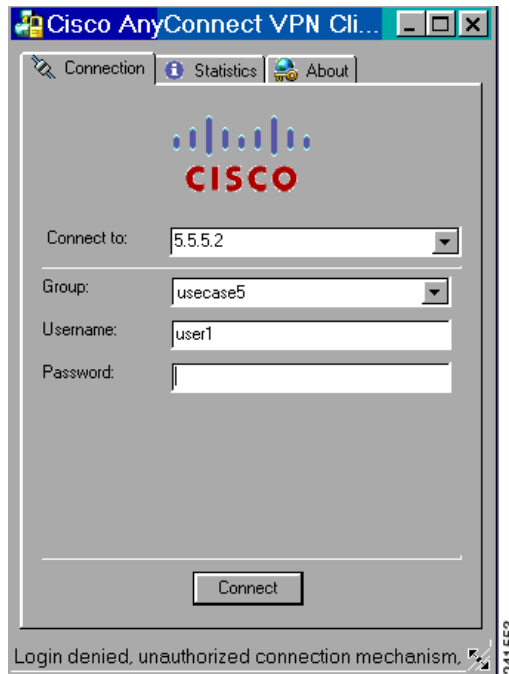 Cisco AnyConnect VPN Cli...
Connection Statistics About
CISCO
Connect to: 5.5.5.2
Group: usecase5
Username: user1
Password:
Connect
Login denied, unauthorized connection mechanism,